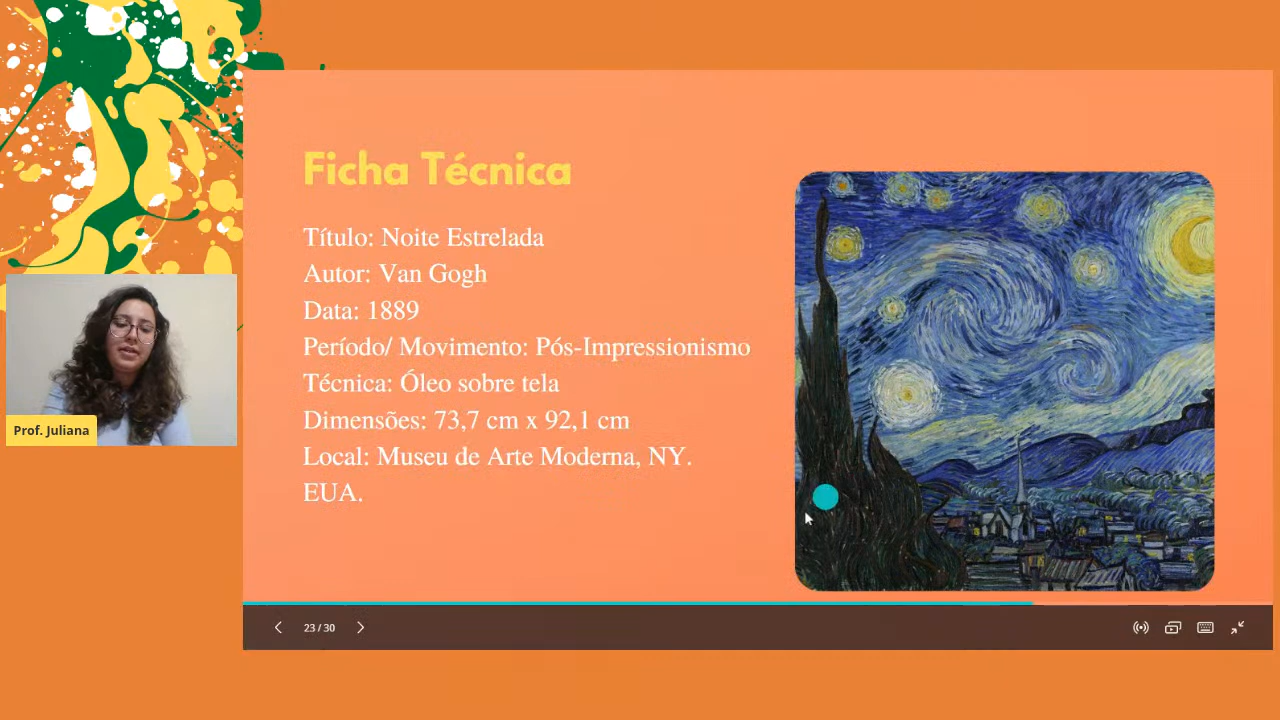 Ficha Técnica
Título: Noite Estrelada
Autor: Van Gogh
Data: 1889
Período/ Movimento: Pós-Impressionismo
Técnica: Óleo sobre tela
Dimensões: 73,7 cm x 92,1 cm
Local: Museu de Arte Moderna, NY.
EUA.
Prof. Juliana
23 / 30